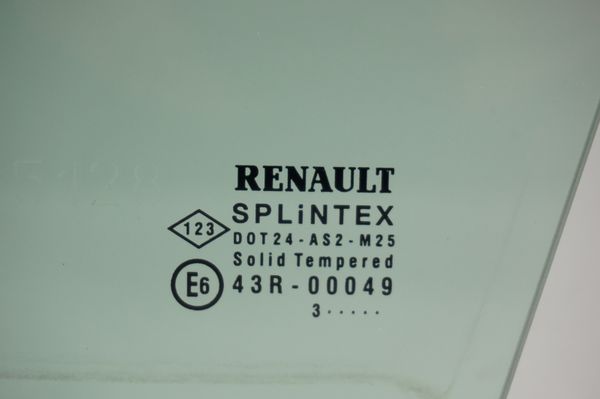 RENAULT
SPLiNTEX
123
DOT24-AS2-M25
Solid Tempered
E6
43R-00049
3·····